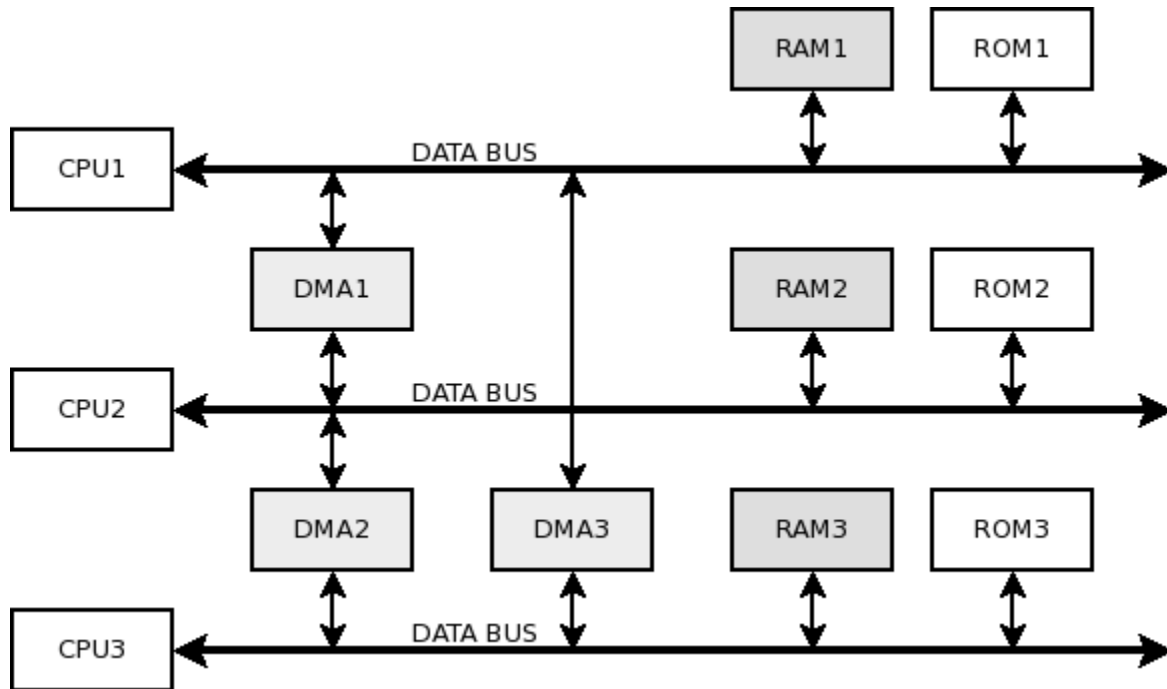 RAM1
ROM1
CPU1
DATA BUS
DMA1
RAM2
ROM2
CPU2
DATA BUS
DMA2
DMA3
RAM3
ROM3
CPU3
DATA BUS